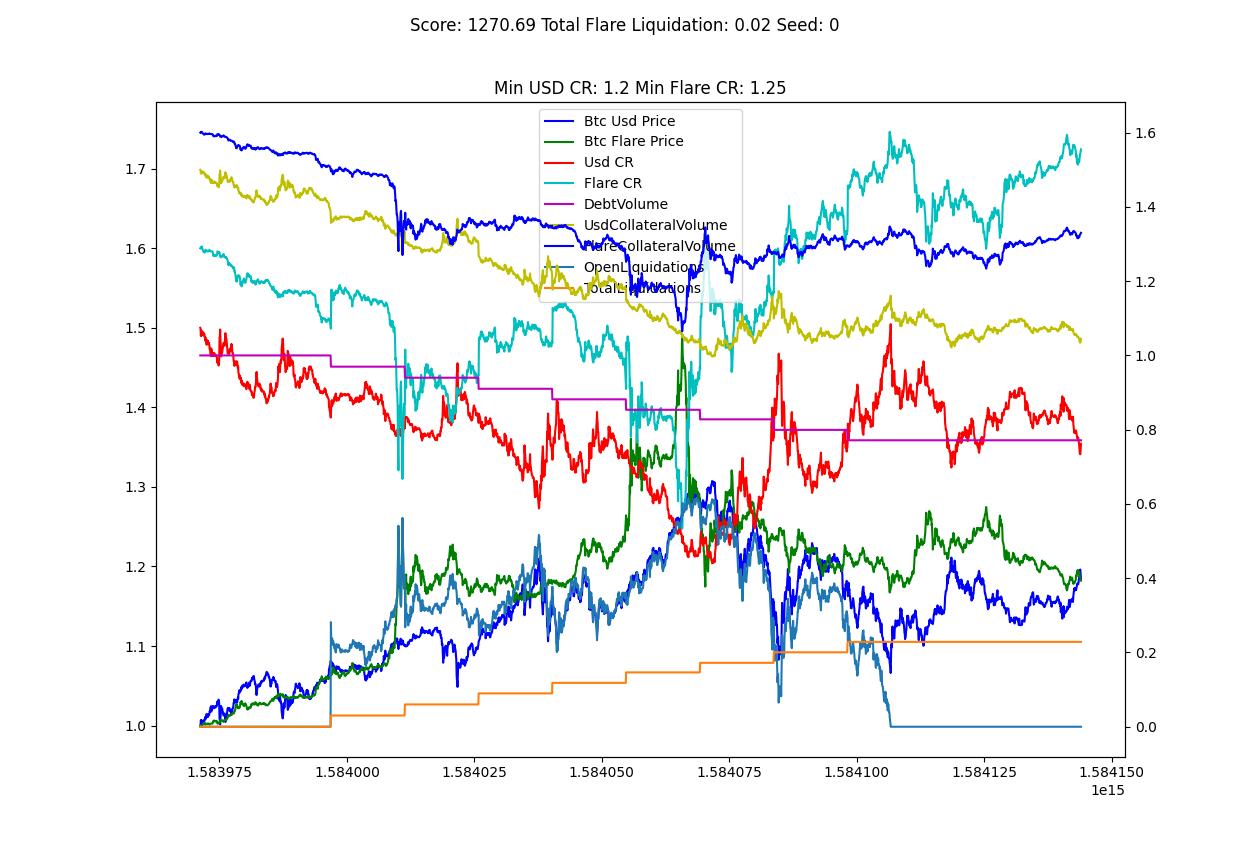 Score: 1270.69 Total Flare Liquidation: 0.02 Seed: 0
Min USD CR: 1.2 Min Flare CR: 1.25
Btc Usd Price
Btc Flare Price
Usd CR
Flare CR
DebtVolume
UsdCollateralVolume
FlareCollateralVolume
OpenLiquidations
TotalLiquidations
1.7
1.6
1.5
1.4
1.3
1.2
1.1
1.0
1.6
1.4
1.2
1.0
0.8
0.6
0.4
0.2
0.0
1.583975 1.584000 1.584025 1.584050 1.584075 1.584100 1.584125 1.584150
1e15